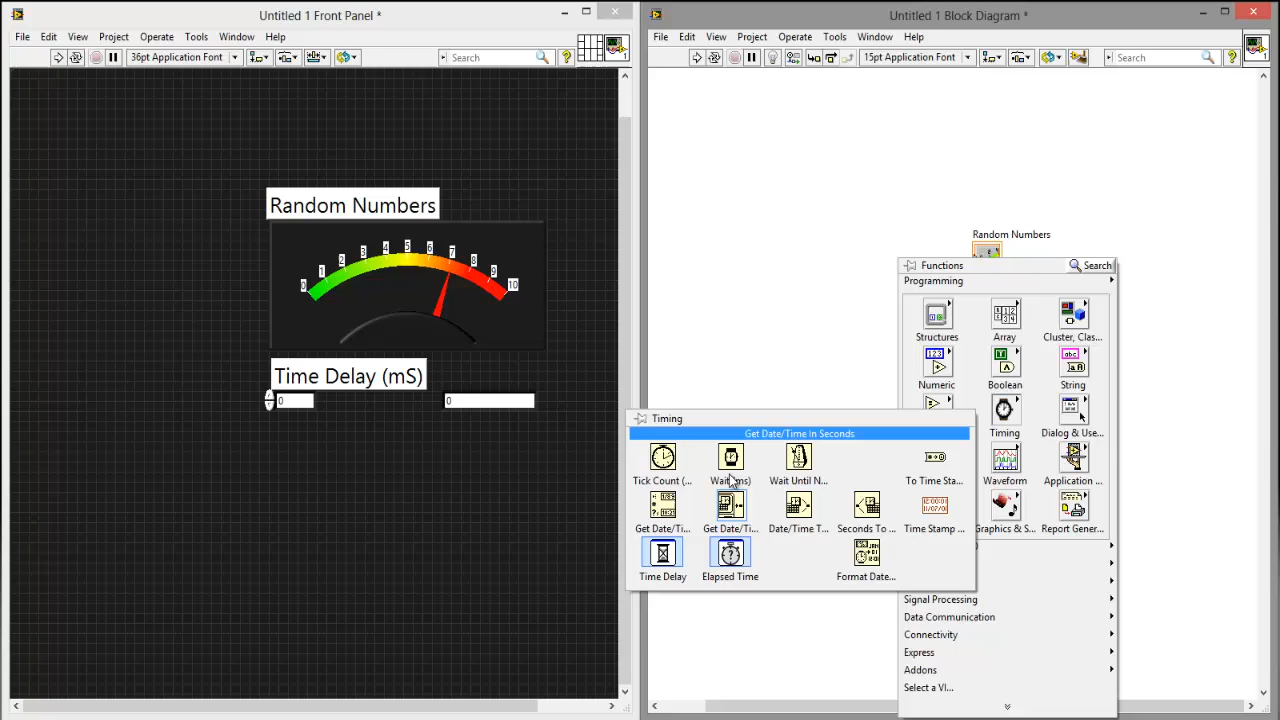 Untitled 1 Front Panel *
File Edit View Project Operate Tools Window Help
36pt Application Font
Search
Random Numbers
0 1 2 3 4 5 6 7 8 9 10
Time Delay (mS)
0
0
Untitled 1 Block Diagram *
File Edit View Project Operate Tools Window Help
15pt Application Font
Search
Random Numbers
Functions
Search
Programming
Structures Array Cluster, Clas...
Numeric Boolean String
Timing Dialog & Use...
Waveform Application ...
Graphics & S... Report Gener...
Signal Processing
Data Communication
Connectivity
Express
Addons
Select a VI...
Timing
Get Date/Time In Seconds
Tick Count (... Wait (ms) Wait Until N... To Time Sta...
Get Date/Ti... Get Date/Ti... Date/Time T... Seconds To ... Time Stamp ...
Time Delay Elapsed Time Format Date...